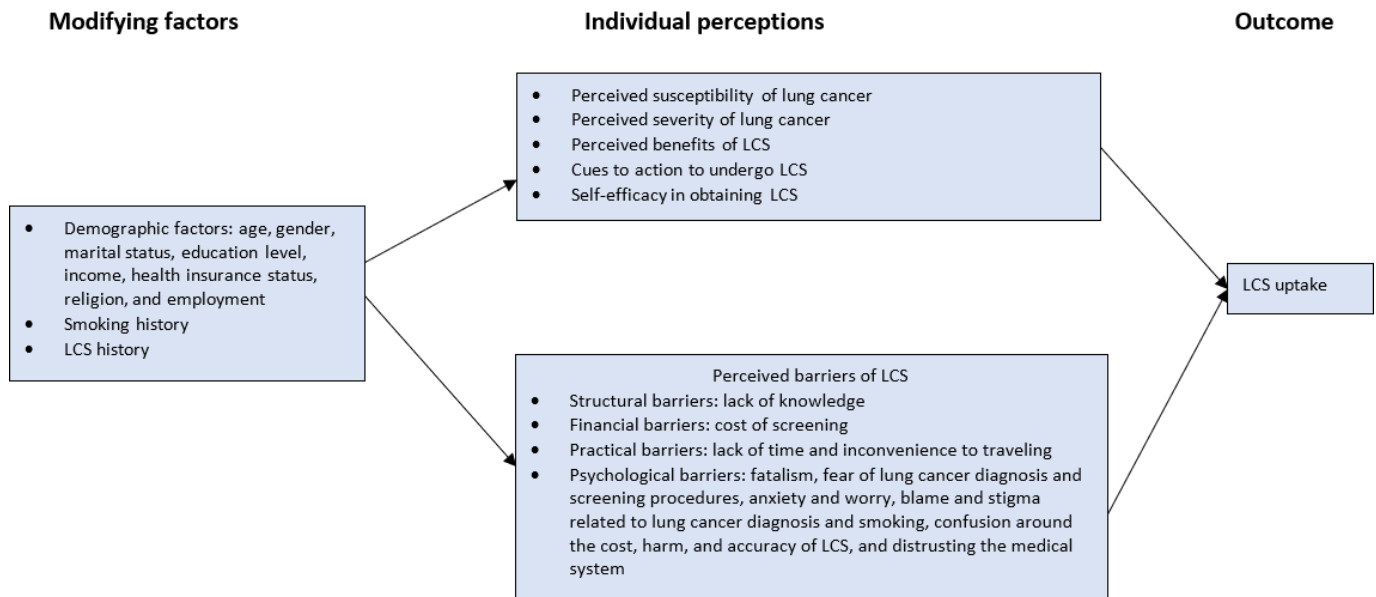 Modifying factors
Individual perceptions
Outcome
• Demographic factors: age, gender,
marital status, education level,
income, health insurance status,
religion, and employment
• Smoking history
• LCS history
• Perceived susceptibility of lung cancer
• Perceived severity of lung cancer
• Perceived benefits of LCS
• Cues to action to undergo LCS
• Self-efficacy in obtaining LCS
Perceived barriers of LCS
• Structural barriers: lack of knowledge
• Financial barriers: cost of screening
• Practical barriers: lack of time and inconvenience to traveling
• Psychological barriers: fatalism, fear of lung cancer diagnosis and
screening procedures, anxiety and worry, blame and stigma
related to lung cancer diagnosis and smoking, confusion around
the cost, harm, and accuracy of LCS, and distrusting the medical
system
LCS uptake